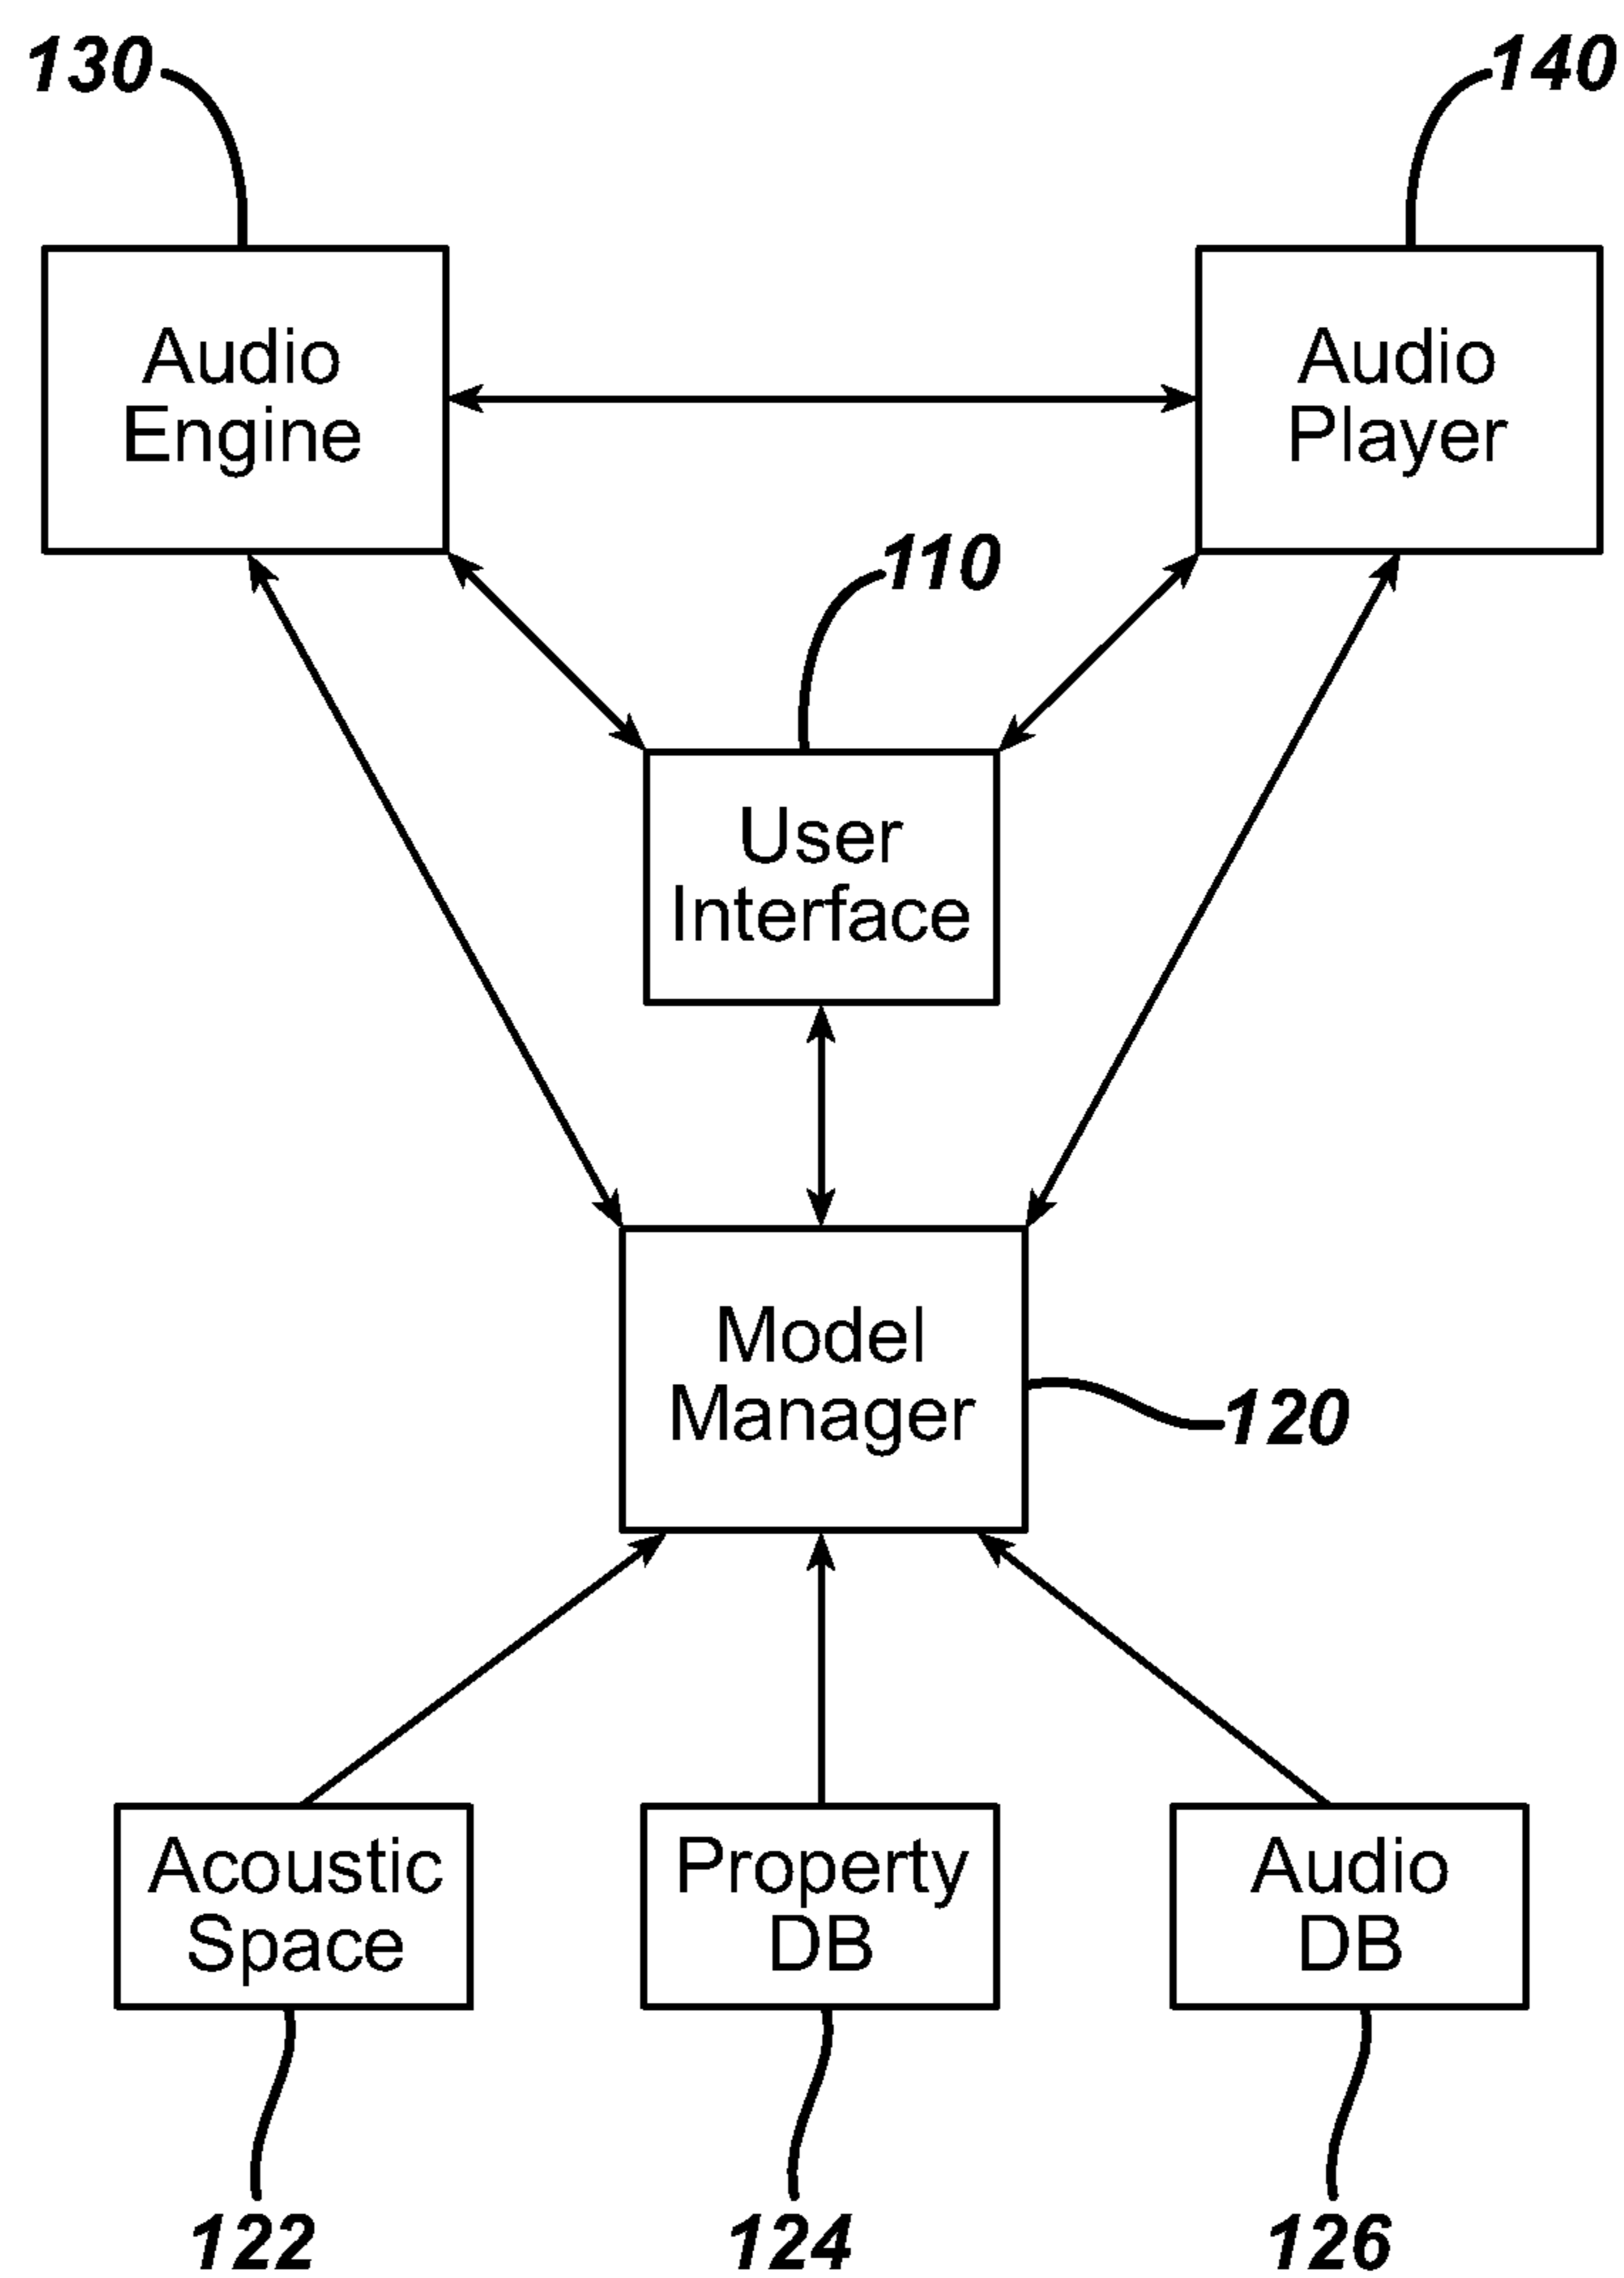 130
140
Audio
Engine
Audio
Player
110
User
Interface
Model
Manager
120
Acoustic
Space
Property
DB
Audio
DB
122
124
126